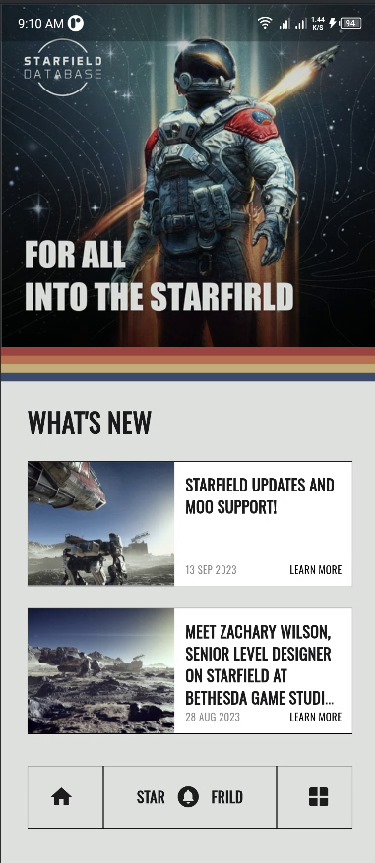 9:10 AM
1.44
K/S
94
STARFIELD
DATABASE
FOR ALL
INTO THE STARFIRLD
WHAT'S NEW
STARFIELD UPDATES AND
MOO SUPPORT!
13 SEP 2023
LEARN MORE
MEET ZACHARY WILSON,
SENIOR LEVEL DESIGNER
ON STARFIELD AT
BETHESDA GAME STUDI...
28 AUG 2023
LEARN MORE
STAR FRILD